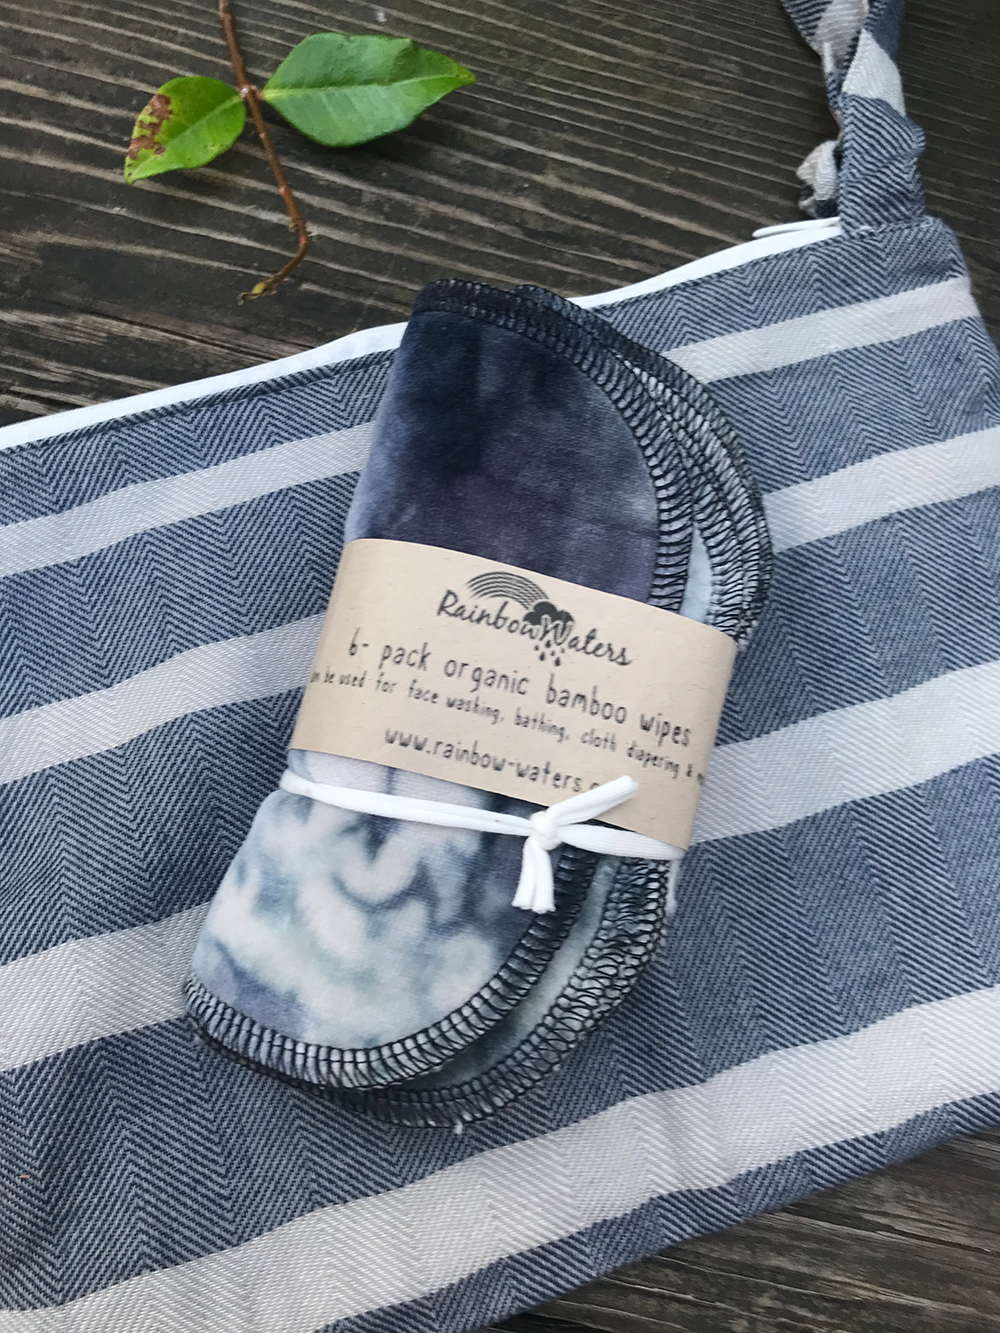 RainbowWaters
6- pack organic bamboo wipes
be used for face washing, bathing, cloth diapering &
www.rainbow-waters.